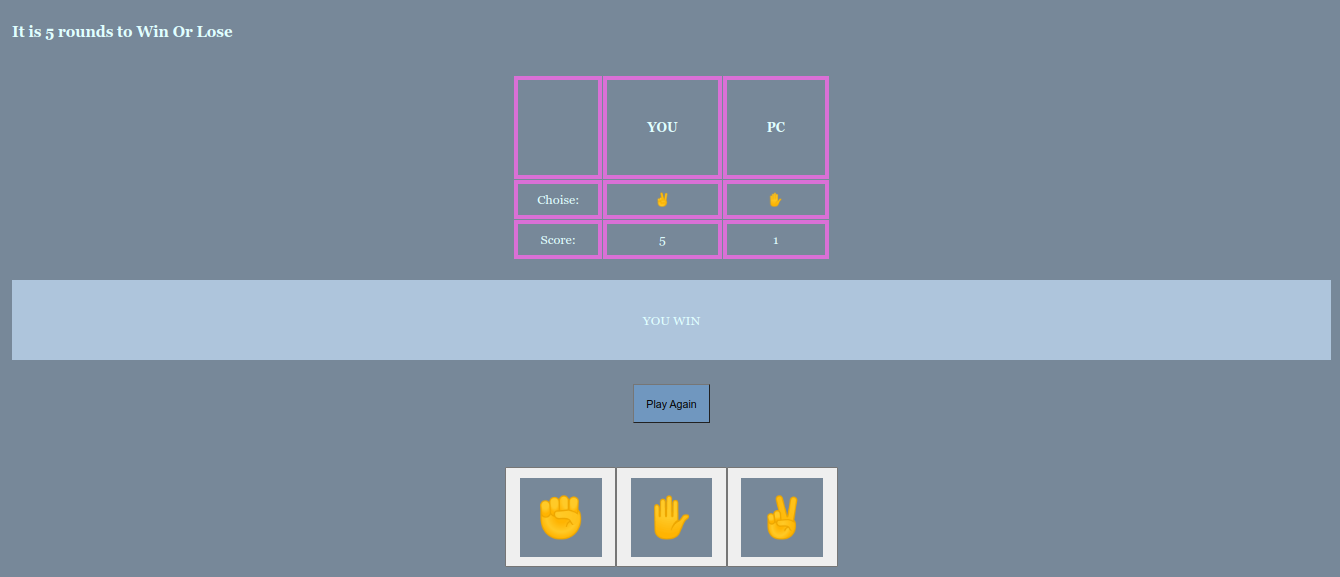 It is 5 rounds to Win Or Lose
YOU PC
Choise:
Score: 5 1
YOU WIN
Play Again